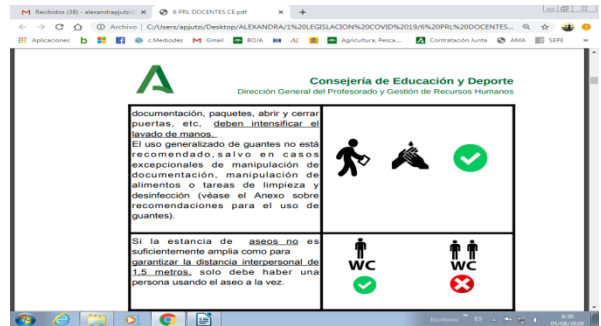 Recibidos (38) - alexandrapjutzi@
6 PRL DOCENTES CE.pdf
Archivo | C:/Users/apjutzi/Desktop/ALEXANDRA/1%20LEGISLACION%20COVID%2019/6%20PRL%20DOCENTES...
Aplicaciones c.Mediodes Gmail BOJA Agricultura, Pesca,... Contratación Junta AMA SEPE
Consejería de Educación y Deporte
Dirección General del Profesorado y Gestión de Recursos Humanos
documentación, paquetes, abrir y cerrar
puertas, etc, deben intensificar el
lavado de manos.
El uso generalizado de guantes no está
recomendado, salvo en casos
excepcionales de manipulación de
documentación, manipulación de
alimentos o tareas de limpieza y
desinfección (véase el Anexo sobre
recomendaciones para el uso de
guantes).
Si la estancia de aseos no es
suficientemente amplia como para
garantizar la distancia interpersonal de
1,5 metros, solo debe haber una
persona usando el aseo a la vez.
WC WC
Escritorio ES 9:30
05/06/2020